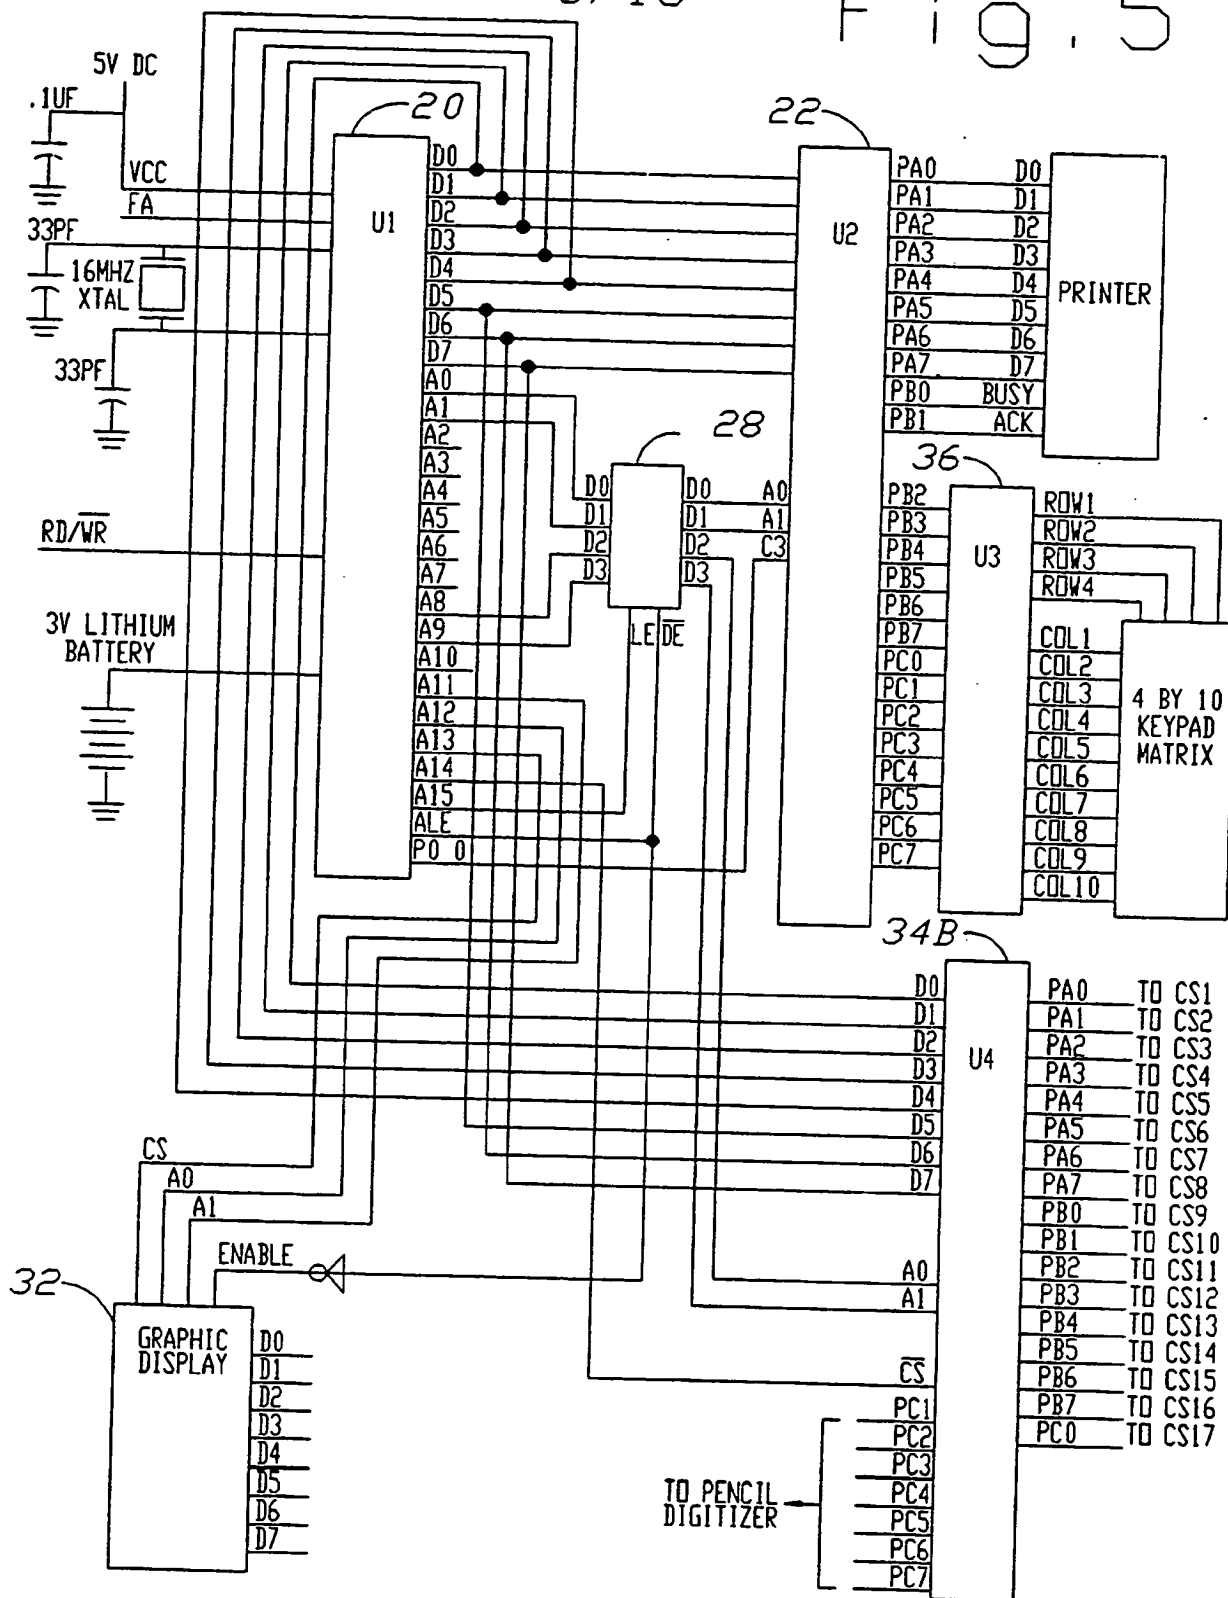 Fig. 5
5V DC
.1UF
20
22
VCC
FA
33PF
16MHZ
XTAL
33PF
RD/WR
3V LITHIUM
BATTERY
U1
D0
D1
D2
D3
D4
D5
D6
D7
A0
A1
A2
A3
A4
A5
A6
A7
A8
A9
A10
A11
A12
A13
A14
A15
ALE
P0 0
28
D0
D1
D2
D3
D0
D1
D2
D3
LE DE
A0
A1
C3
U2
PA0
PA1
PA2
PA3
PA4
PA5
PA6
PA7
PB0
PB1
D0
D1
D2
D3
D4
D5
D6
D7
BUSY
ACK
PRINTER
36
PB2
PB3
PB4
PB5
PB6
PB7
PC0
PC1
PC2
PC3
PC4
PC5
PC6
PC7
U3
ROW1
ROW2
ROW3
ROW4
COL1
COL2
COL3
COL4
COL5
COL6
COL7
COL8
COL9
COL10
4 BY 10
KEYPAD
MATRIX
34B
D0
D1
D2
D3
D4
D5
D6
D7
A0
A1
CS
PC1
PC2
PC3
PC4
PC5
PC6
PC7
TO PENCIL
DIGITIZER
U4
PA0 TO CS1
PA1 TO CS2
PA2 TO CS3
PA3 TO CS4
PA4 TO CS5
PA5 TO CS6
PA6 TO CS7
PA7 TO CS8
PB0 TO CS9
PB1 TO CS10
PB2 TO CS11
PB3 TO CS12
PB4 TO CS13
PB5 TO CS14
PB6 TO CS15
PB7 TO CS16
PC0 TO CS17
CS
A0
A1
ENABLE
32
GRAPHIC
DISPLAY
D0
D1
D2
D3
D4
D5
D6
D7